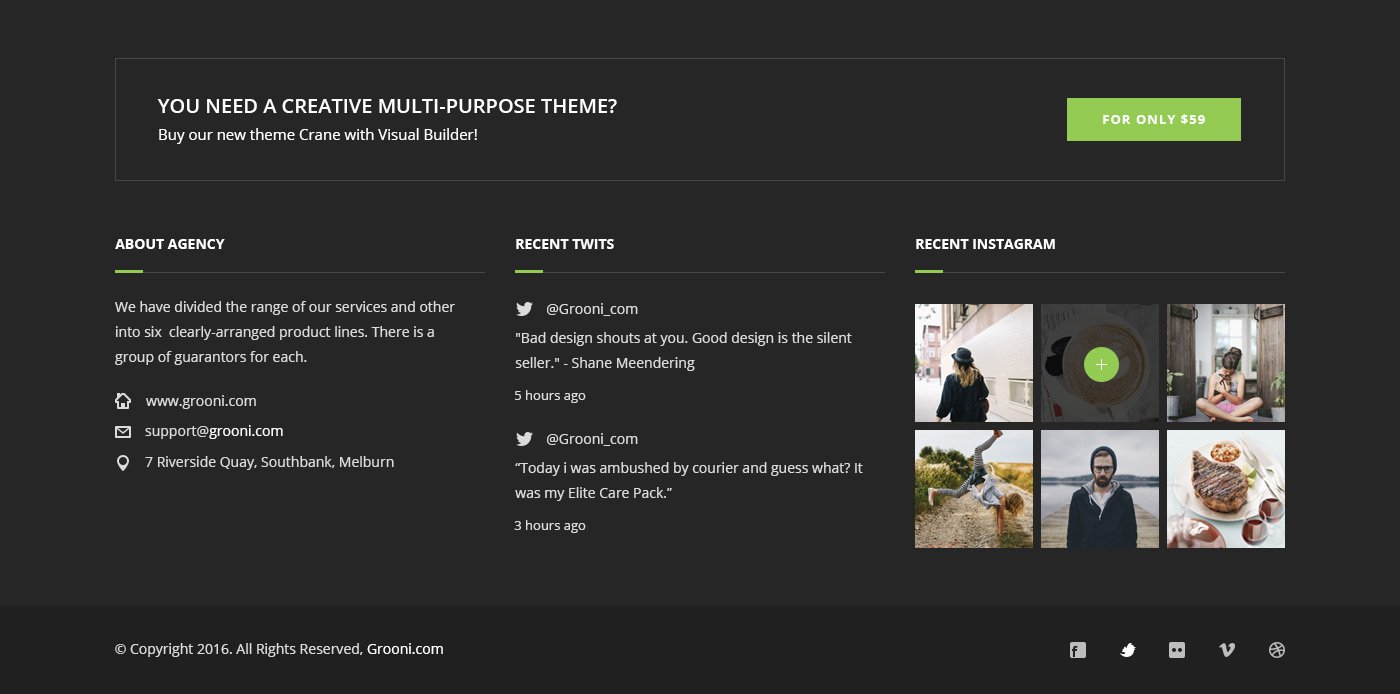 YOU NEED A CREATIVE MULTI-PURPOSE THEME?
Buy our new theme Crane with Visual Builder!
FOR ONLY $59
ABOUT AGENCY
We have divided the range of our services and other
into six  clearly-arranged product lines. There is a
group of guarantors for each.
www.grooni.com
support@grooni.com
7 Riverside Quay, Southbank, Melburn
RECENT TWITS
@Grooni_com
"Bad design shouts at you. Good design is the silent
seller." - Shane Meendering
5 hours ago
@Grooni_com
“Today i was ambushed by courier and guess what? It
was my Elite Care Pack.”
3 hours ago
RECENT INSTAGRAM
© Copyright 2016. All Rights Reserved, Grooni.com